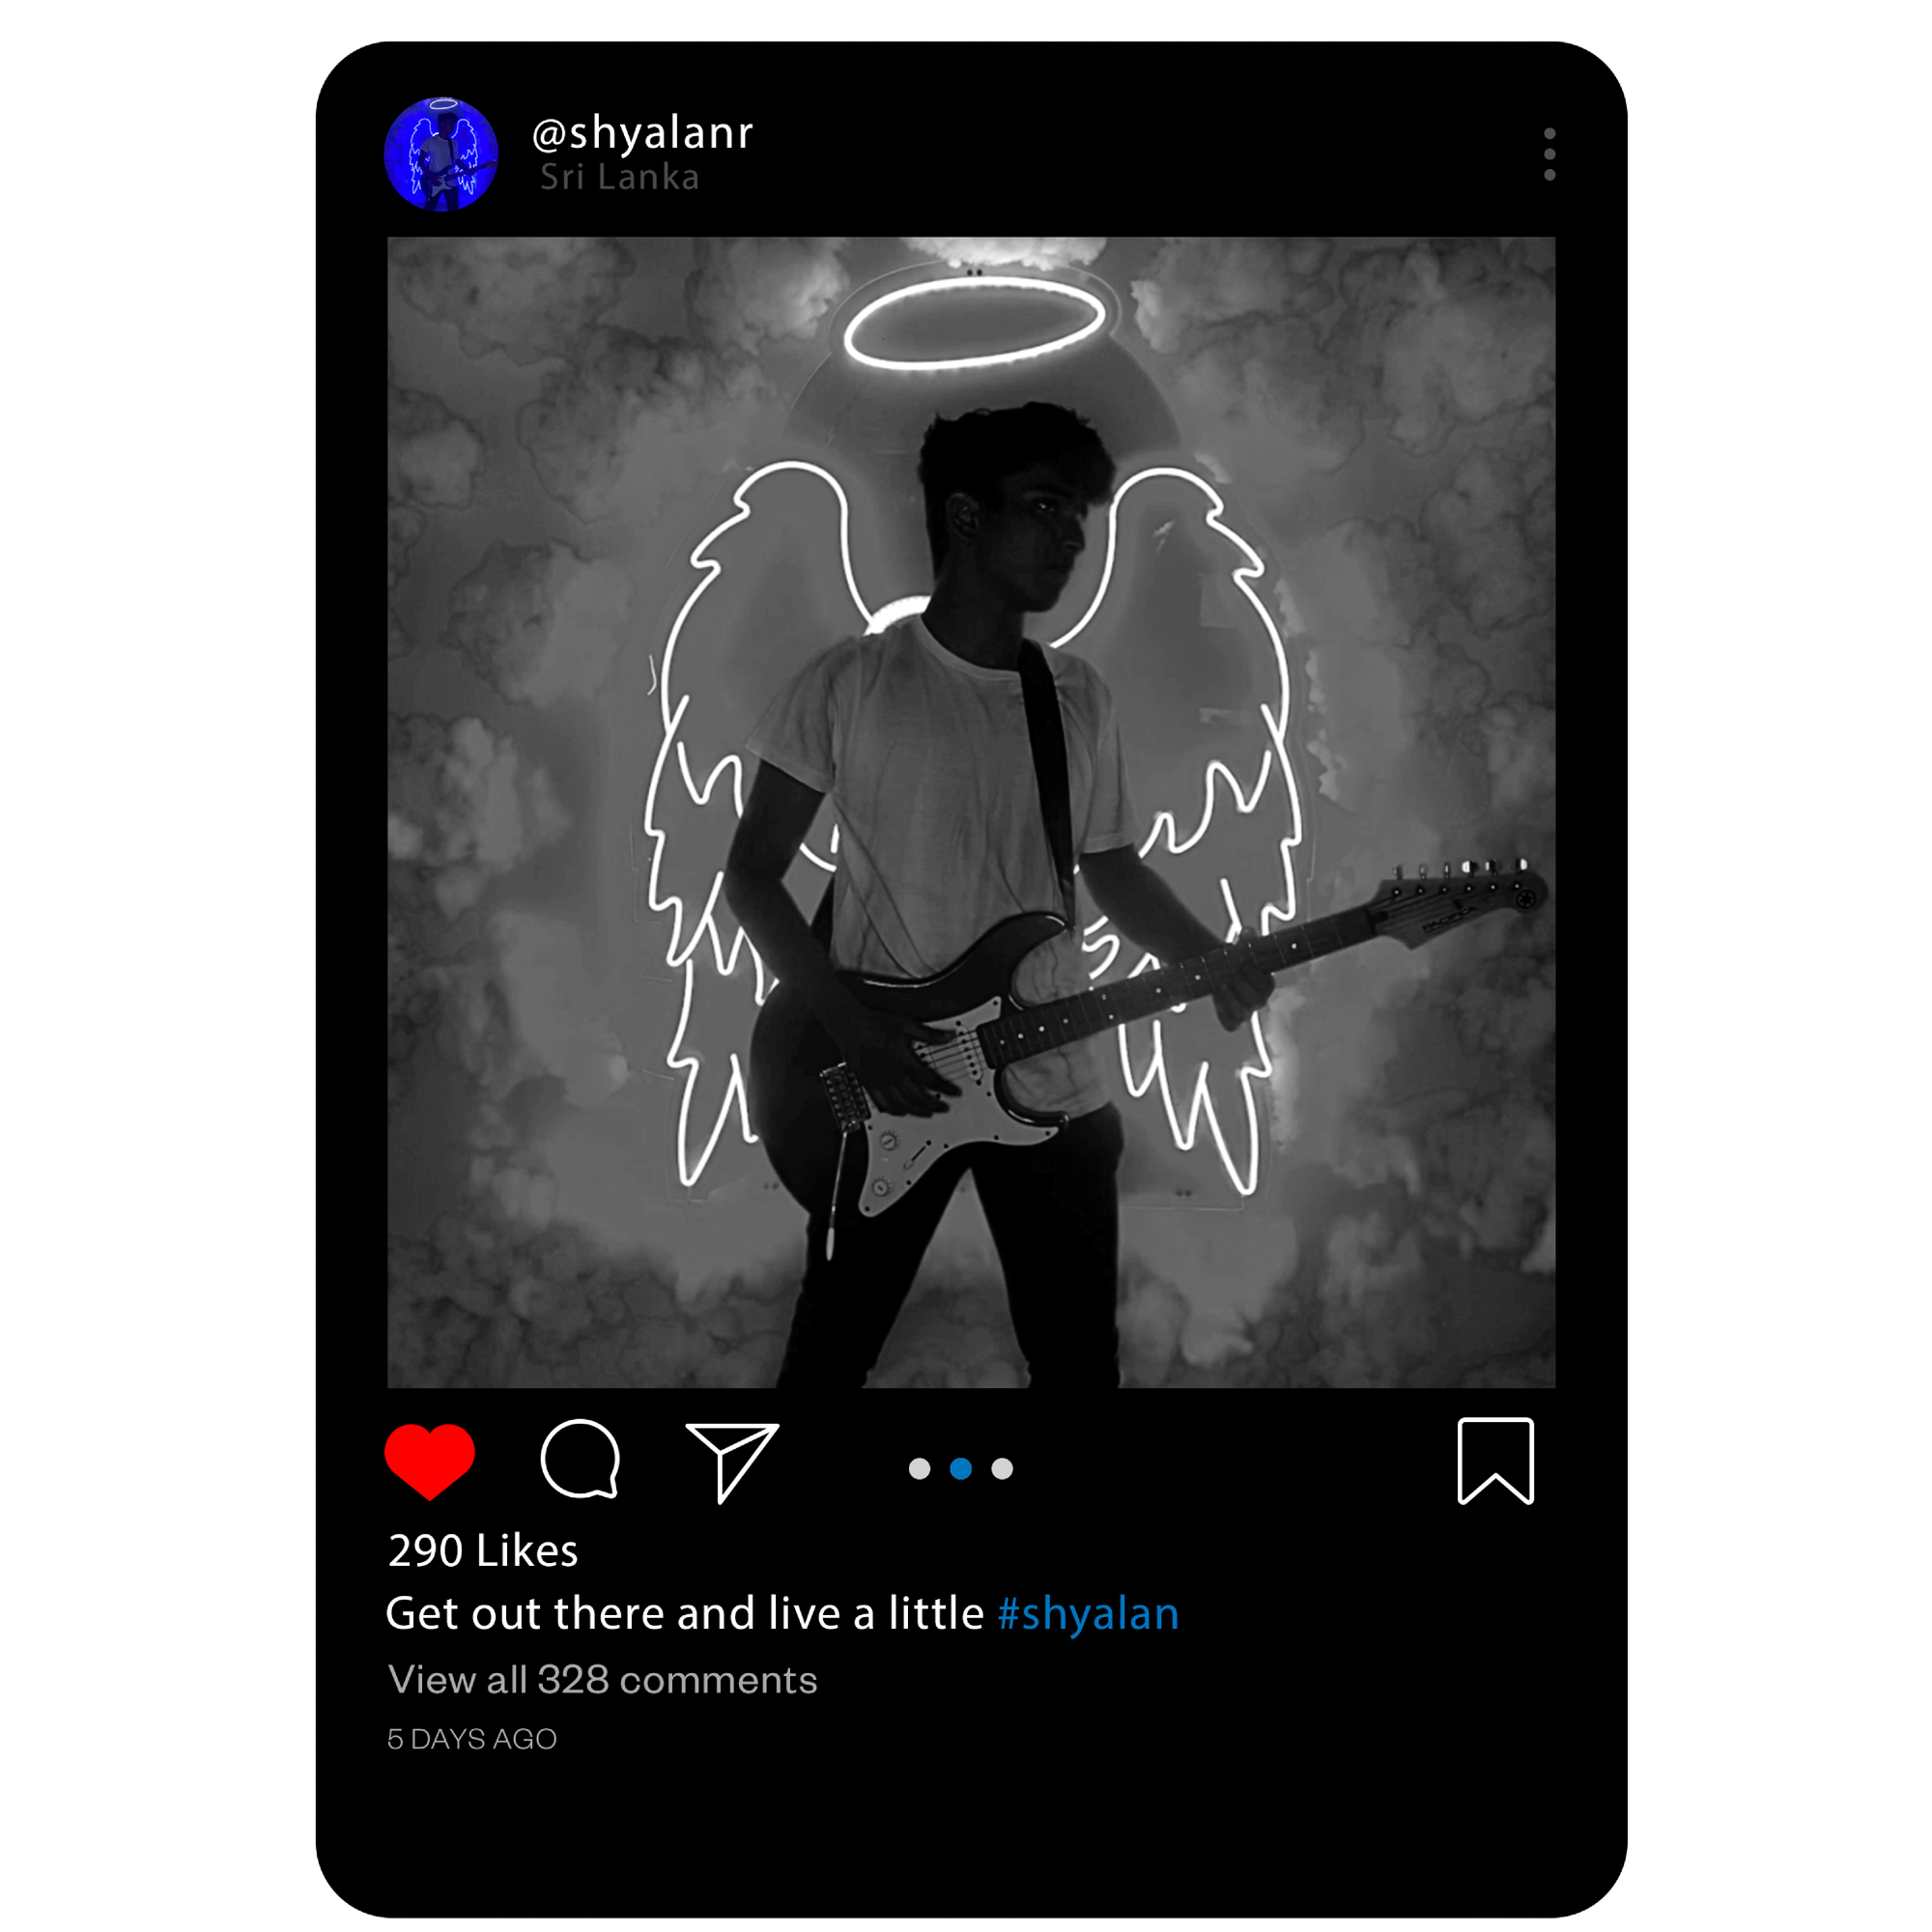 @shyalanr
Sri Lanka
PACIFICA
290 Likes
Get out there and live a little #shyalan
View all 328 comments
5 DAYS AGO